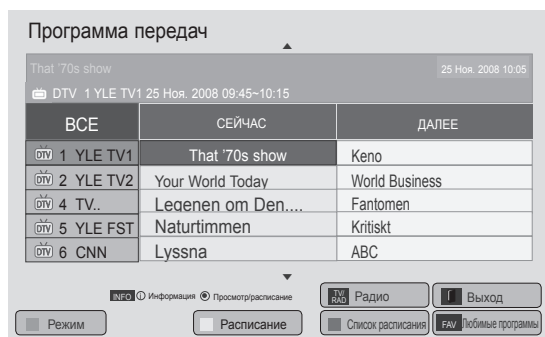 Программа передач
That '70s show 25 Ноя. 2008 10:05
DTV 1 YLE TV1 25 Ноя. 2008 09:45~10:15
ВСЕ СЕЙЧАС ДАЛЕЕ
DTV 1 YLE TV1 That '70s show Keno
DTV 2 YLE TV2 Your World Today World Business
DTV 4 TV.. Legenen om Den.... Fantomen
DTV 5 YLE FST Naturtimmen Kritiskt
DTV 6 CNN Lyssna ABC
INFO ⓘ Информация ◉ Просмотр/расписание TV/RAD Радио Выход
Режим Расписание Список расписания FAV Любимые программы